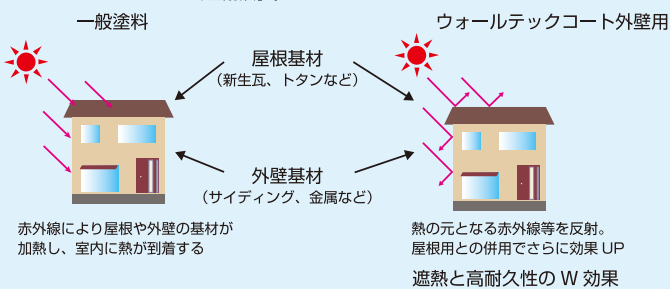 一般塗料
ウォールテックコート外壁用
屋根基材
（新生瓦、トタンなど）
外壁基材
（サイディング、金属など）
赤外線により屋根や外壁の基材が
加熱し、室内に熱が到着する
熱の元となる赤外線等を反射。
屋根用との併用でさらに効果 UP
遮熱と高耐久性の W 効果